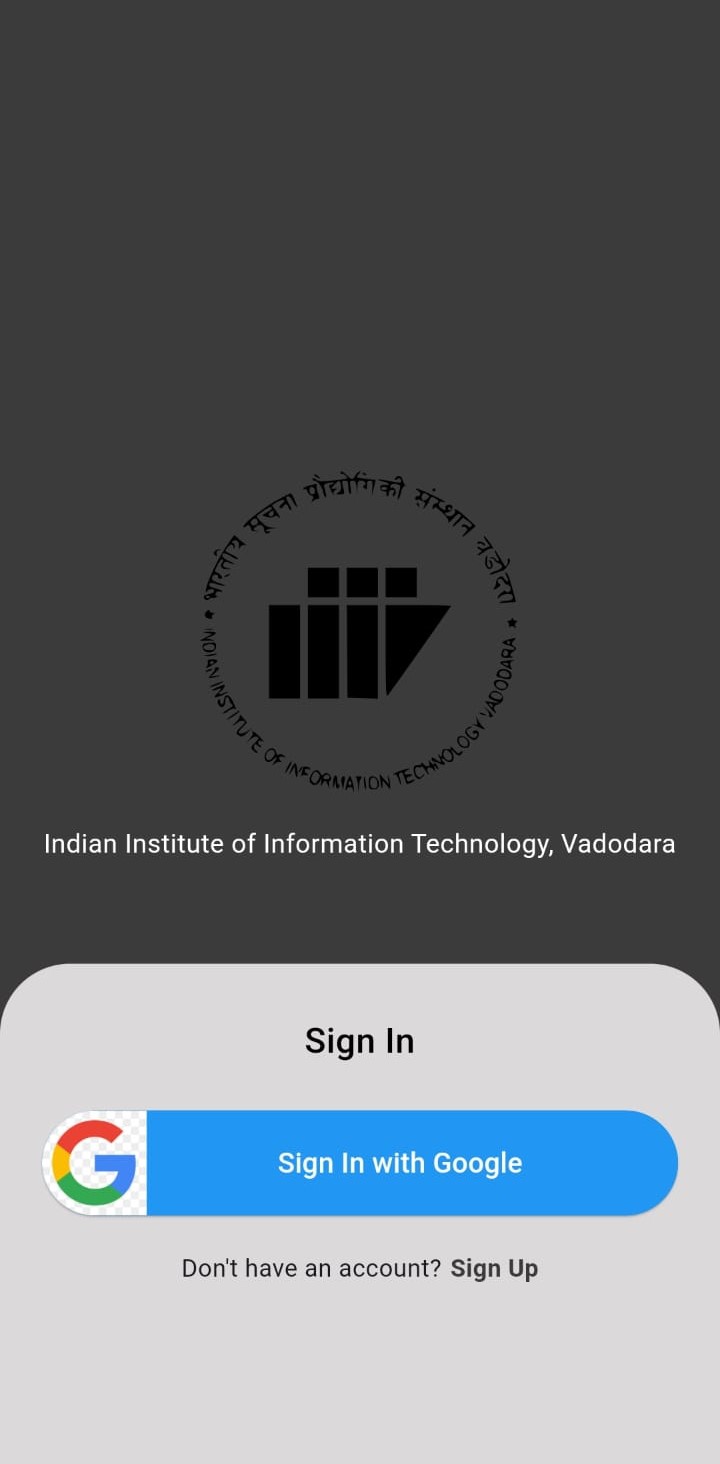 भारतीय सूचना प्रौद्योगिकी संस्थान वडोदरा
INDIAN INSTITUTE OF INFORMATION TECHNOLOGY VADODARA
Indian Institute of Information Technology, Vadodara
Sign In
Sign In with Google
Don't have an account? Sign Up